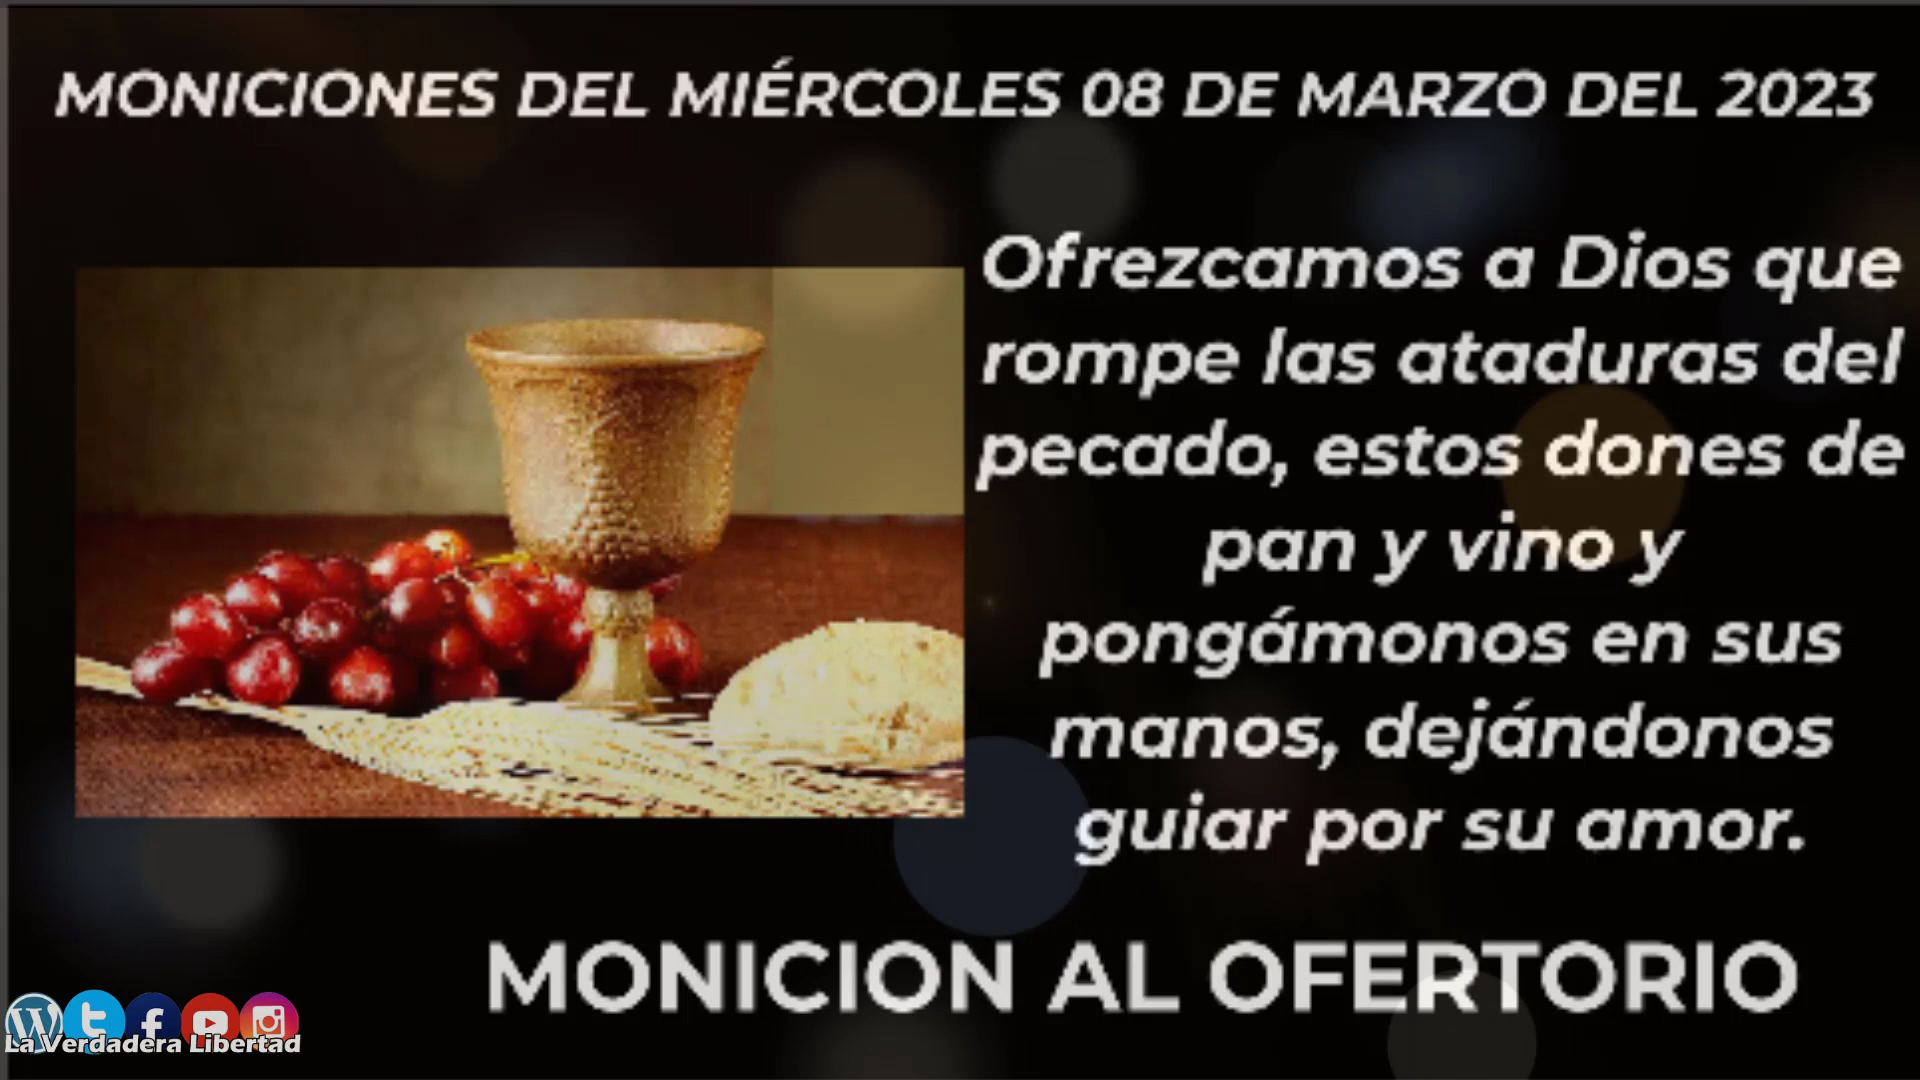 MONICIONES DEL MIÉRCOLES 08 DE MARZO DEL 2023
Ofrezcamos a Dios que
rompe las ataduras del
pecado, estos dones de
pan y vino y
pongámonos en sus
manos, dejándonos
guiar por su amor.
MONICION AL OFERTORIO
La Verdadera Libertad